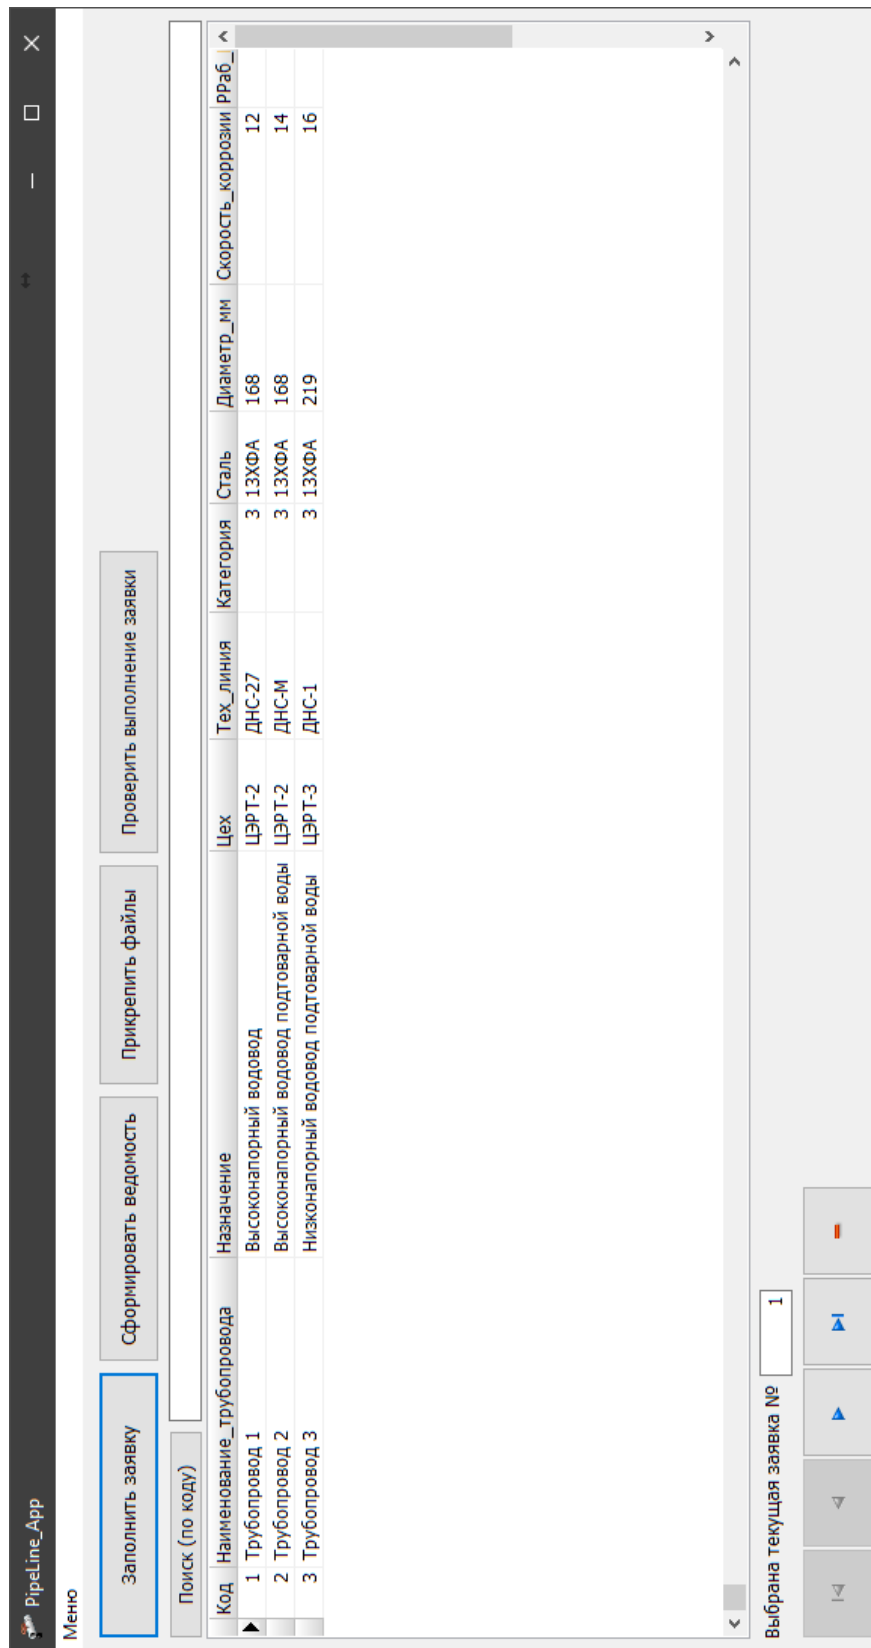 PipeLine_App
Меню
Заполнить заявку Сформировать ведомость Прикрепить файлы Проверить выполнение заявки
Поиск (по коду)
Код Наименование_трубопровода Назначение Цех Тех_линия Категория Сталь Диаметр_мм Скорость_коррозии РРаб_
1 Трубопровод 1 Высоконапорный водовод ЦЭРТ-2 ДНС-27 3 13ХФА 168 12
2 Трубопровод 2 Высоконапорный водовод подтоварной воды ЦЭРТ-2 ДНС-М 3 13ХФА 168 14
3 Трубопровод 3 Низконапорный водовод подтоварной воды ЦЭРТ-3 ДНС-1 3 13ХФА 219 16
Выбрана текущая заявка № 1